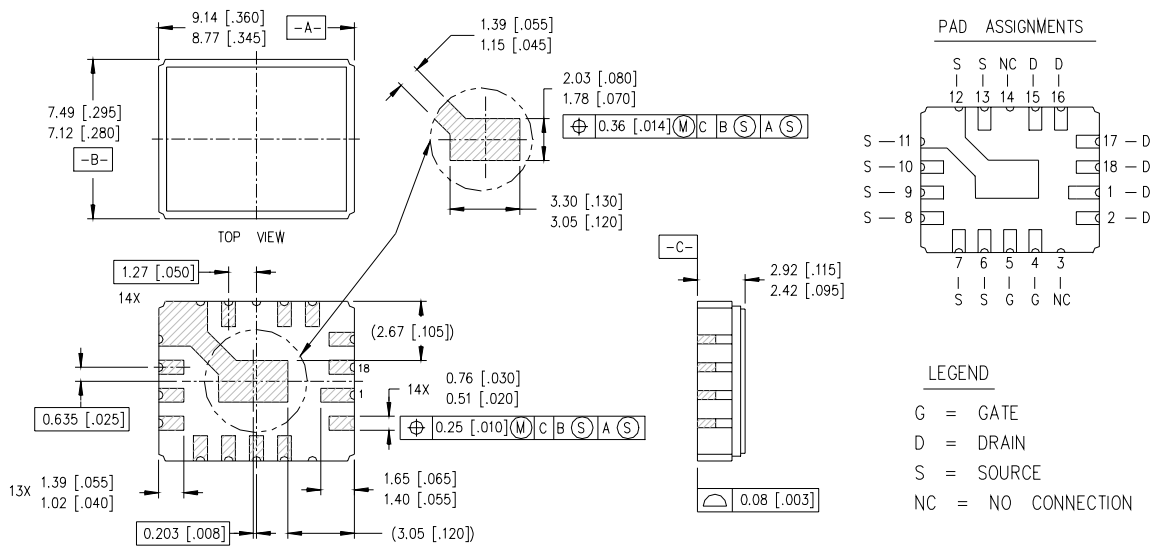 9.14 [.360]
8.77 [.345]
-A-
7.49 [.295]
7.12 [.280]
-B-
TOP VIEW
1.39 [.055]
1.15 [.045]
2.03 [.080]
1.78 [.070]
⌖ 0.36 [.014] Ⓜ C B Ⓢ A Ⓢ
3.30 [.130]
3.05 [.120]
1.27 [.050]
14X
(2.67 [.105])
18
1
0.635 [.025]
14X 0.76 [.030]
0.51 [.020]
⌖ 0.25 [.010] Ⓜ C B Ⓢ A Ⓢ
13X 1.39 [.055]
1.02 [.040]
1.65 [.065]
1.40 [.055]
0.203 [.008]
(3.05 [.120])
-C-
2.92 [.115]
2.42 [.095]
⌓ 0.08 [.003]
PAD ASSIGNMENTS
S S NC D D
12 13 14 15 16
S — 11
S — 10
S — 9
S — 8
17 — D
18 — D
1 — D
2 — D
7 6 5 4 3
S S G G NC
LEGEND
G = GATE
D = DRAIN
S = SOURCE
NC = NO CONNECTION